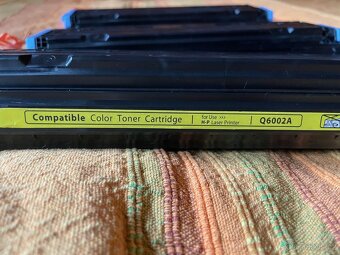 Compatible Color Toner Cartridge
for Use >>>
H-P Laser Printer
Q6002A